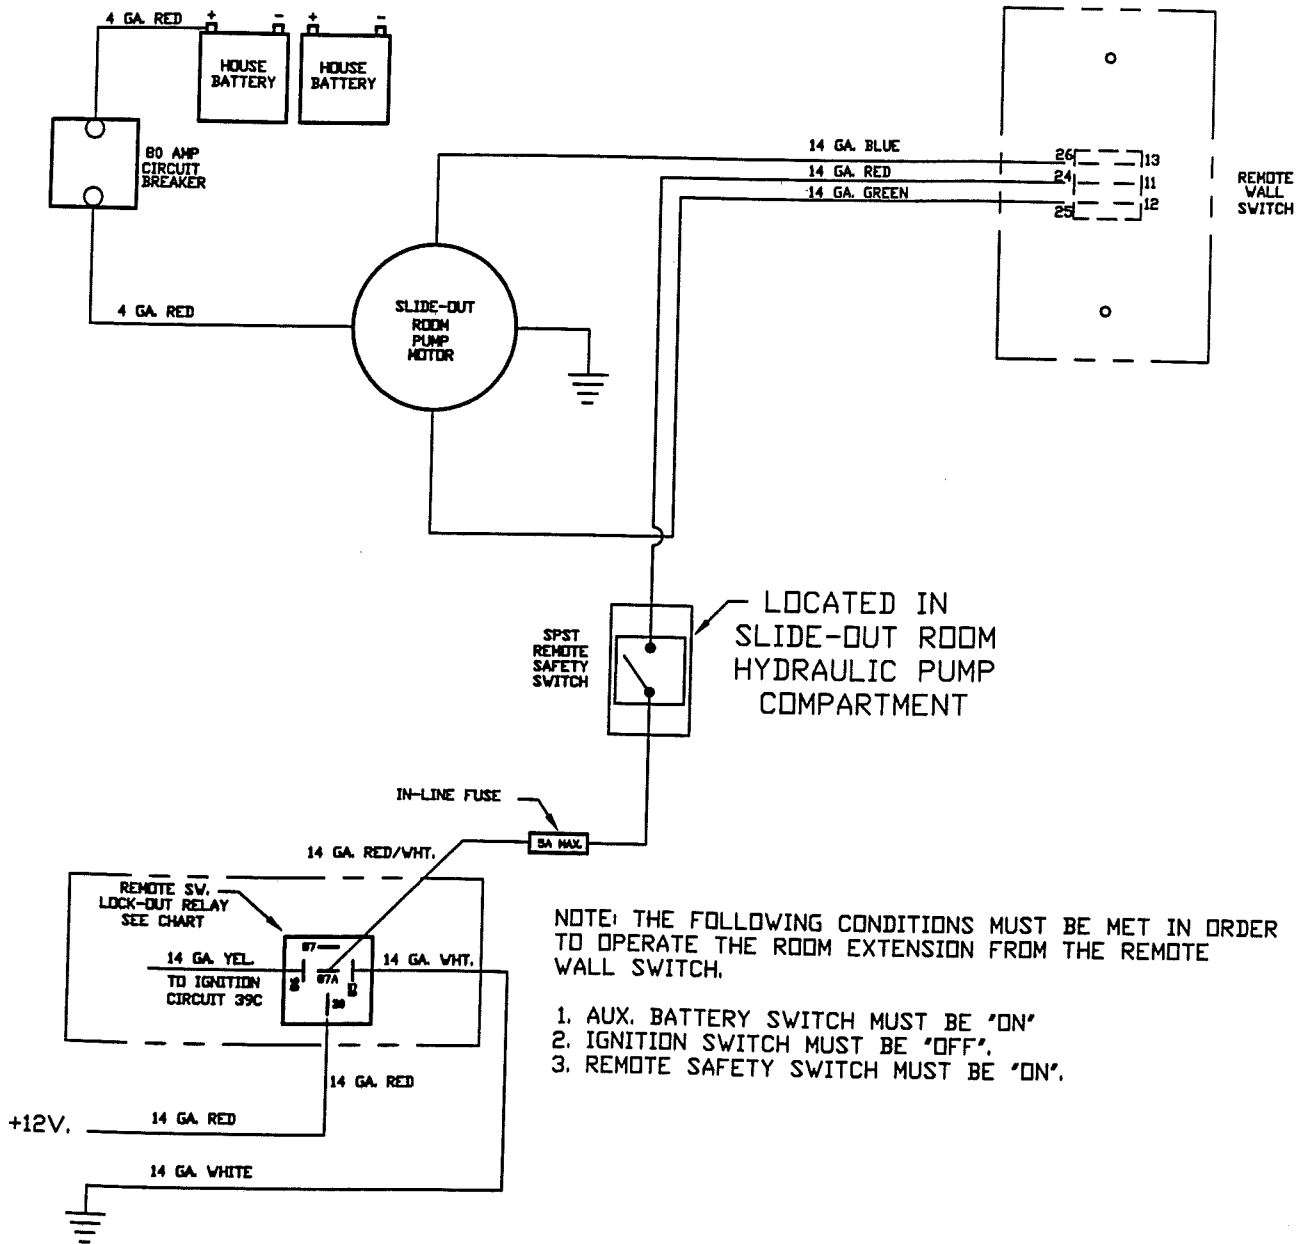 4 GA. RED
+ - + -
HOUSE
BATTERY
HOUSE
BATTERY
80 AMP
CIRCUIT
BREAKER
14 GA. BLUE
14 GA. RED
14 GA. GREEN
26
24
25
13
11
12
REMOTE
WALL
SWITCH
4 GA. RED
SLIDE-OUT
ROOM
PUMP
MOTOR
SPST
REMOTE
SAFETY
SWITCH
LOCATED IN
SLIDE-OUT ROOM
HYDRAULIC PUMP
COMPARTMENT
IN-LINE FUSE
5A MAX.
14 GA. RED/WHT.
REMOTE SW.
LOCK-OUT RELAY
SEE CHART
87
87A
86
85
30
14 GA. YEL.
TO IGNITION
CIRCUIT 39C
14 GA. WHT.
14 GA. RED
+12V.
14 GA. RED
14 GA. WHITE
NOTE: THE FOLLOWING CONDITIONS MUST BE MET IN ORDER
TO OPERATE THE ROOM EXTENSION FROM THE REMOTE
WALL SWITCH.
1. AUX. BATTERY SWITCH MUST BE "ON"
2. IGNITION SWITCH MUST BE "OFF".
3. REMOTE SAFETY SWITCH MUST BE "ON".